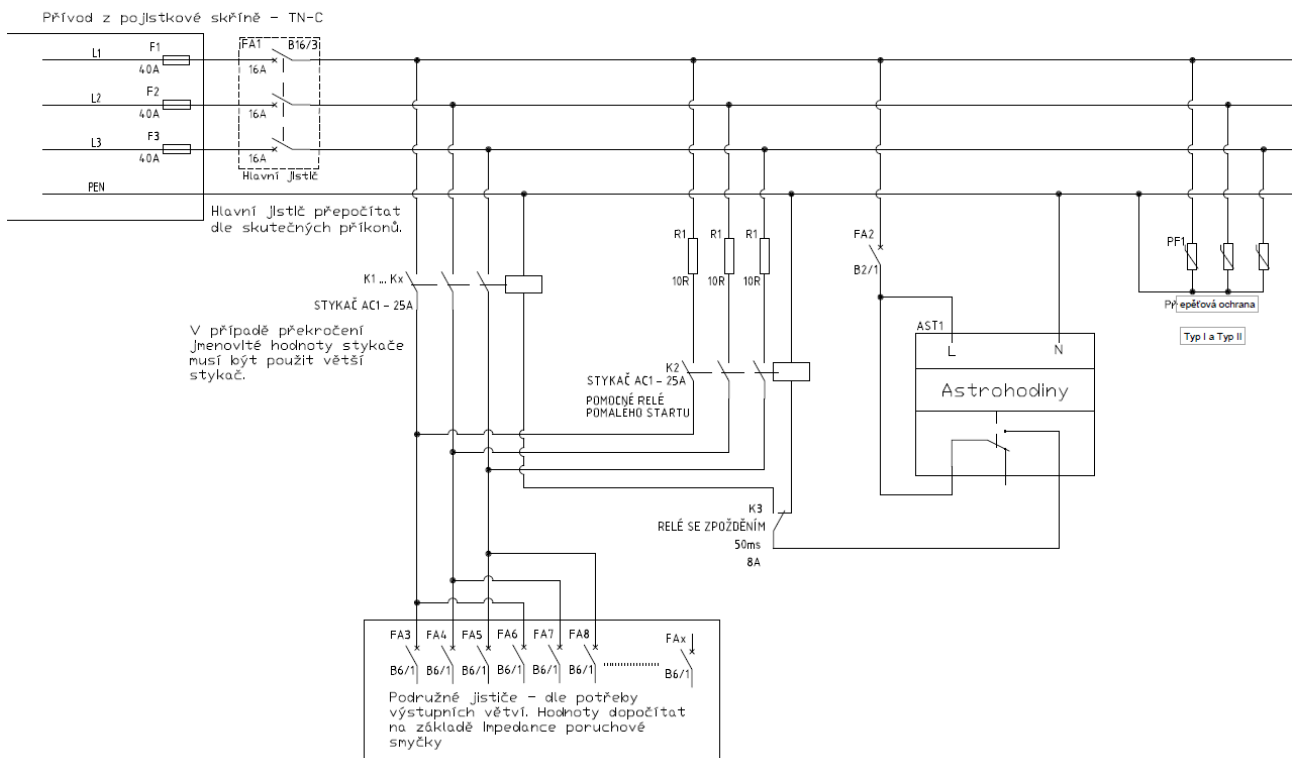 Přívod z pojistkové skříně - TN-C
L1
F1
40A
L2
F2
40A
L3
F3
40A
PEN
FA1
B16/3
16A
16A
16A
Hlavní jistič
Hlavní jistič přepočítat
dle skutečných příkonů.
K1 ... Kx
STYKAČ AC1 - 25A
V případě překročení
jmenovité hodnoty stykače
musí být použit větší
stykač.
R1
R1
R1
10R
10R
10R
K2
STYKAČ AC1 - 25A
POMOCNÉ RELÉ
POMALÉHO STARTU
K3
RELÉ SE ZPOŽDĚNÍM
50ms
8A
FA2
B2/1
AST1
L
N
Astrohodiny
PF1
Př epěťová ochrana
Typ I a Typ II
FA3
FA4
FA5
FA6
FA7
FA8
FAx
B6/1
B6/1
B6/1
B6/1
B6/1
B6/1
B6/1
Podružné jističe - dle potřeby
výstupních větví. Hodnoty dopočítat
na základě impedance poruchové
smyčky